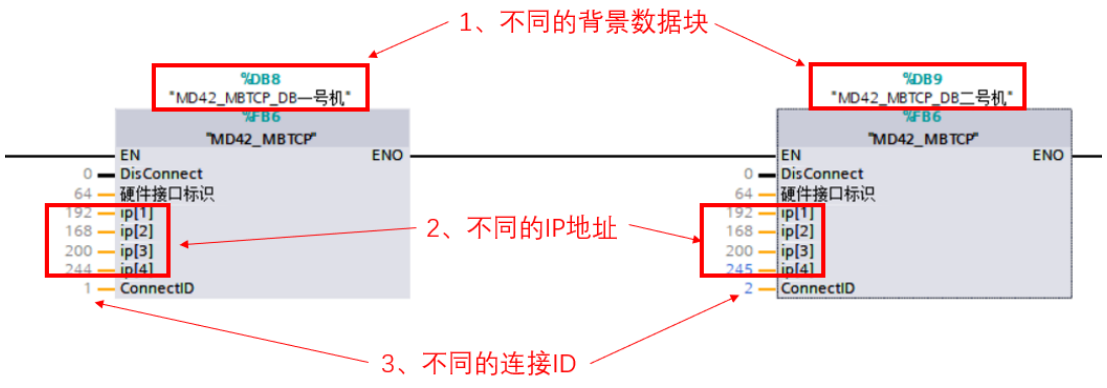 1、不同的背景数据块
%DB8
"MD42_MBTCP_DB一号机"
%FB6
"MD42_MBTCP"
EN
ENO
0
DisConnect
64
硬件接口标识
192
ip[1]
168
ip[2]
200
ip[3]
244
ip[4]
1
ConnectID
%DB9
"MD42_MBTCP_DB二号机"
%FB6
"MD42_MBTCP"
EN
ENO
0
DisConnect
64
硬件接口标识
192
ip[1]
168
ip[2]
200
ip[3]
245
ip[4]
2
ConnectID
2、不同的IP地址
3、不同的连接ID